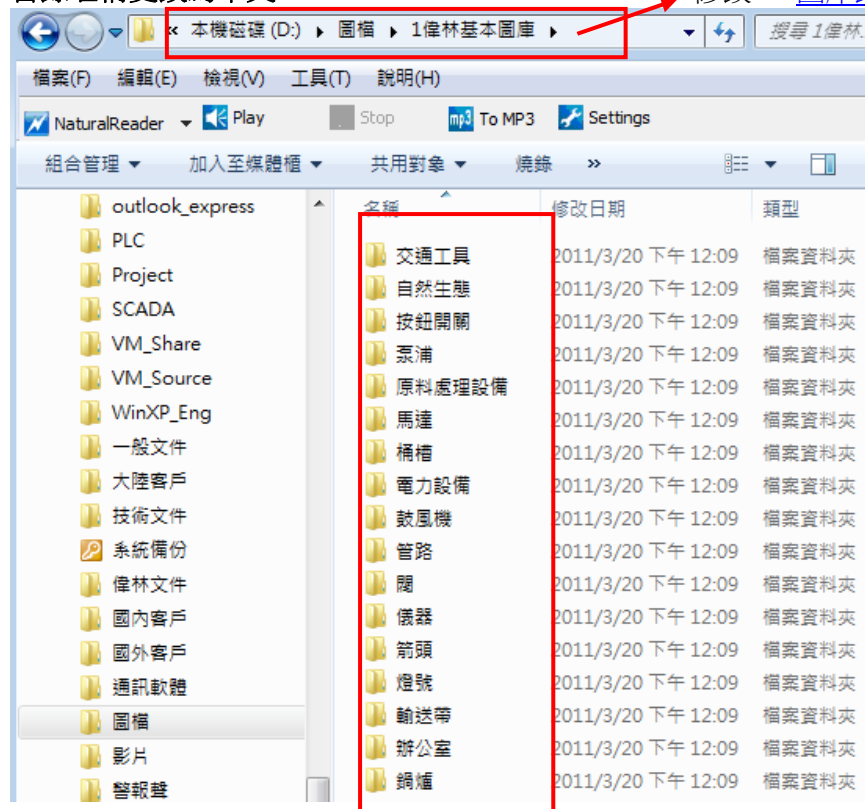 修改
« 本機磁碟 (D:) ▸ 圖檔 ▸ 1偉林基本圖庫 ▸ 搜尋 1偉林
檔案(F) 編輯(E) 檢視(V) 工具(T) 說明(H)
NaturalReader Play Stop mp3 To MP3 Settings
組合管理 加入至媒體櫃 共用對象 燒錄 »
名稱 修改日期 類型
outlook_express
PLC
Project
SCADA
VM_Share
VM_Source
WinXP_Eng
一般文件
大陸客戶
技術文件
系統備份
偉林文件
國內客戶
國外客戶
通訊軟體
圖檔
影片
警報聲
交通工具 2011/3/20 下午 12:09 檔案資料夾
自然生態 2011/3/20 下午 12:09 檔案資料夾
按鈕開關 2011/3/20 下午 12:09 檔案資料夾
泵浦 2011/3/20 下午 12:09 檔案資料夾
原料處理設備 2011/3/20 下午 12:09 檔案資料夾
馬達 2011/3/20 下午 12:09 檔案資料夾
桶槽 2011/3/20 下午 12:09 檔案資料夾
電力設備 2011/3/20 下午 12:09 檔案資料夾
鼓風機 2011/3/20 下午 12:09 檔案資料夾
管路 2011/3/20 下午 12:09 檔案資料夾
閥 2011/3/20 下午 12:09 檔案資料夾
儀器 2011/3/20 下午 12:09 檔案資料夾
箭頭 2011/3/20 下午 12:09 檔案資料夾
燈號 2011/3/20 下午 12:09 檔案資料夾
輸送帶 2011/3/20 下午 12:09 檔案資料夾
辦公室 2011/3/20 下午 12:09 檔案資料夾
鍋爐 2011/3/20 下午 12:09 檔案資料夾